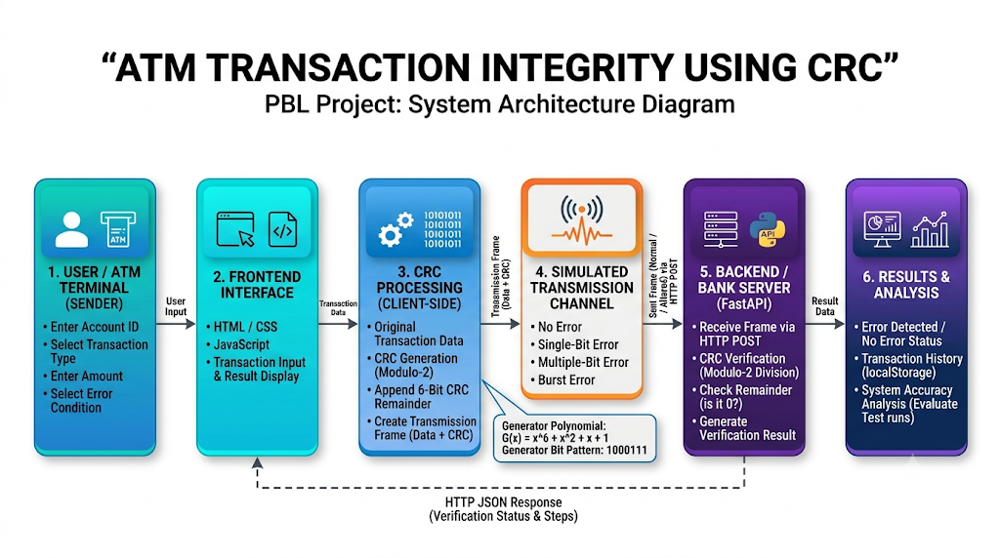 “ATM TRANSACTION INTEGRITY USING CRC”
PBL Project: System Architecture Diagram
ATM
1. USER / ATM
TERMINAL
(SENDER)
• Enter Account ID
• Select Transaction
Type
• Enter Amount
• Select Error
Condition
User
Input
</>
2. FRONTEND
INTERFACE
• HTML / CSS
• JavaScript
• Transaction Input
& Result Display
Transaction
Data
10101011
10101011
10101011
10101011
3. CRC
PROCESSING
(CLIENT-SIDE)
• Original
Transaction Data
• CRC Generation
(Modulo-2)
• Append 6-Bit CRC
Remainder
• Create Transmission
Frame (Data + CRC)
(Data + CRC)
Generator Polynomial:
G(x) = x^6 + x^2 + x + 1
Generator Bit Pattern: 1000111
4. SIMULATED
TRANSMISSION
CHANNEL
• No Error
• Single-Bit Error
• Multiple-Bit Error
• Burst Error
Sent Frame (Normal /
HTTP POST
API
5. BACKEND /
BANK SERVER
(FastAPI)
• Receive Frame via
HTTP POST
• CRC Verification
(Modulo-2 Division)
• Check Remainder
(is it 0?)
• Generate
Verification Result
Result
Data
6. RESULTS &
ANALYSIS
• Error Detected /
No Error Status
• Transaction History
(localStorage)
• System Accuracy
Analysis (Evaluate
Test runs)
HTTP JSON Response
(Verification Status & Steps)